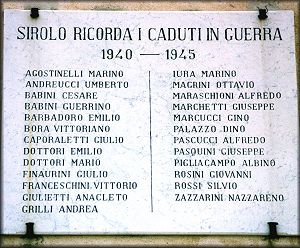 SIROLO RICORDA I CADUTI IN GUERRA
1940 — 1945
AGOSTINELLI MARINO
ANDREUCCI UMBERTO
BABINI CESARE
BABINI GUERRINO
BARBADORO EMILIO
BORA VITTORIANO
CAPORALETTI GIULIO
DOTTORI EMILIO
DOTTORI MARIO
FINAURINI GIULIO
FRANCESCHINI VITTORIO
GIULIETTI ANACLETO
GRILLI ANDREA
IURA MARINO
MAGRINI OTTAVIO
MARASCHIONI ALFREDO
MARCHETTI GIUSEPPE
MARCUCCI GINO
PALAZZO DINO
PASCUCCI ALFREDO
PASQUINI GIUSEPPE
PIGLIACAMPO ALBINO
ROSINI GIOVANNI
ROSSI SILVIO
ZAZZARINI NAZZARENO